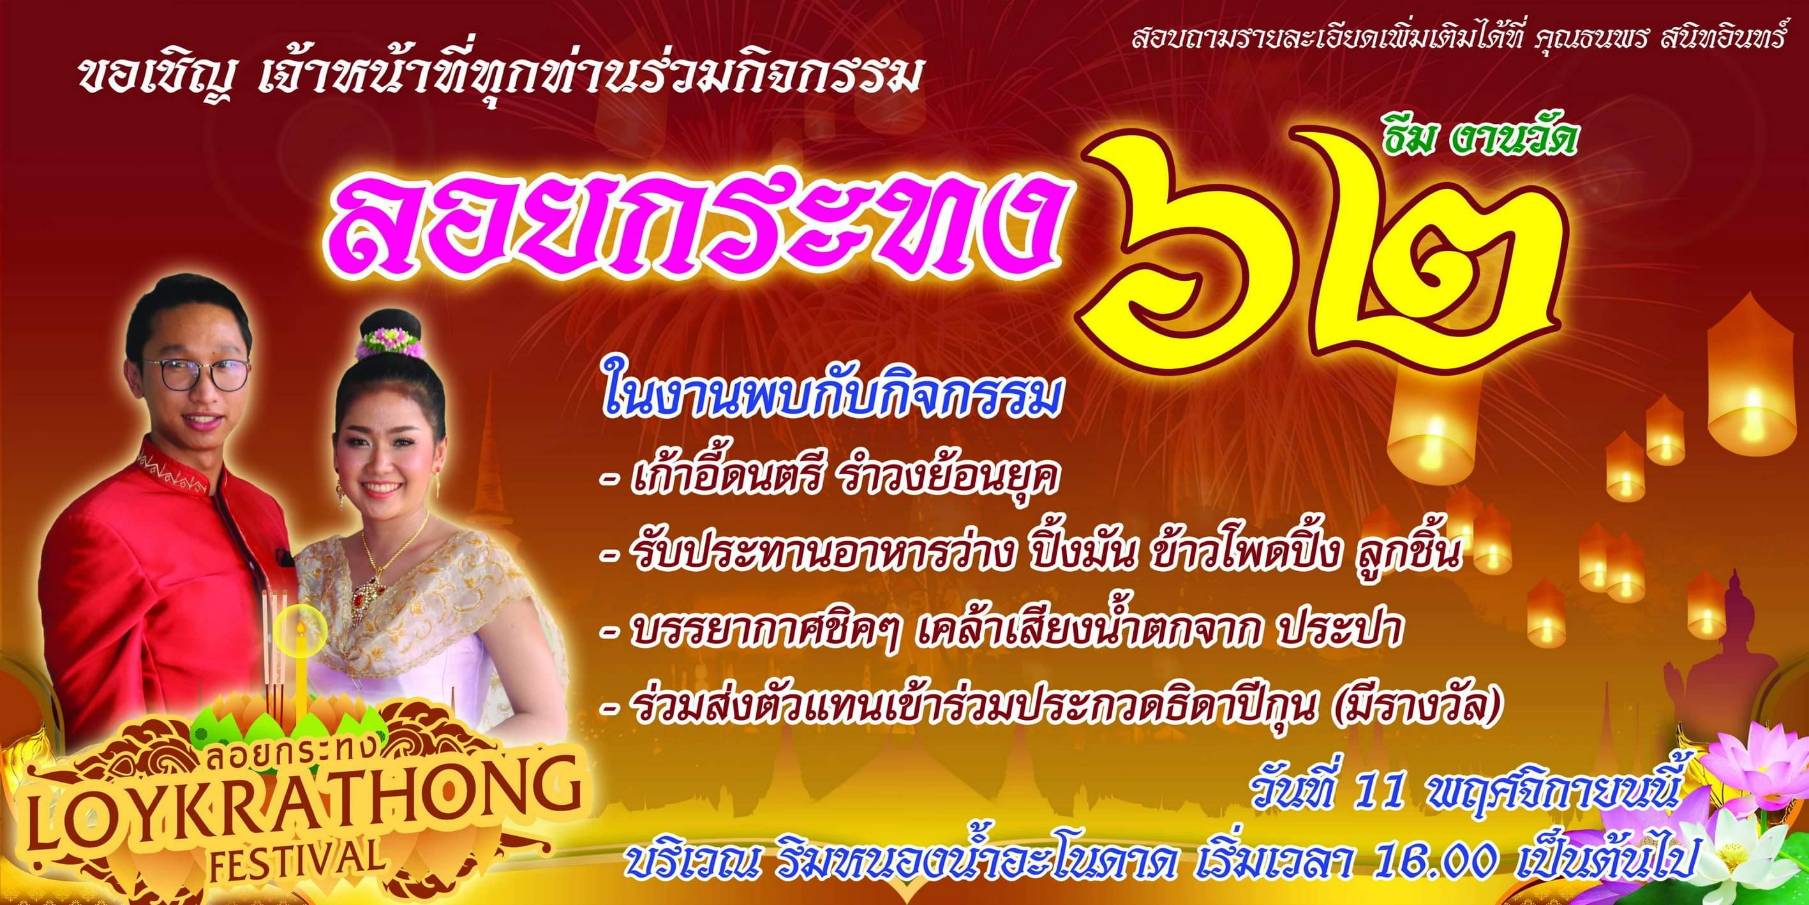 สอบถามรายละเอียดเพิ่มเติมได้ที่ คุณธนพร สนิทอินทร์
ขอเชิญ เจ้าหน้าที่ทุกท่านร่วมกิจกรรม
ธีม งานวัด
ลอยกระทง ๖๒
ในงานพบกับกิจกรรม
- เก้าอี้ดนตรี รำวงย้อนยุค
- รับประทานอาหารว่าง ปิ้งมัน ข้าวโพดปิ้ง ลูกชิ้น
- บรรยากาศชิคๆ เคล้าเสียงน้ำตกจาก ประปา
- ร่วมส่งตัวแทนเข้าร่วมประกวดธิดาปีกุน (มีรางวัล)
วันที่ 11 พฤศจิกายนนี้
บริเวณ ริมหนองน้ำอะโนดาด เริ่มเวลา 16.00 เป็นต้นไป
ลอยกระทง
LOYKRATHONG
FESTIVAL